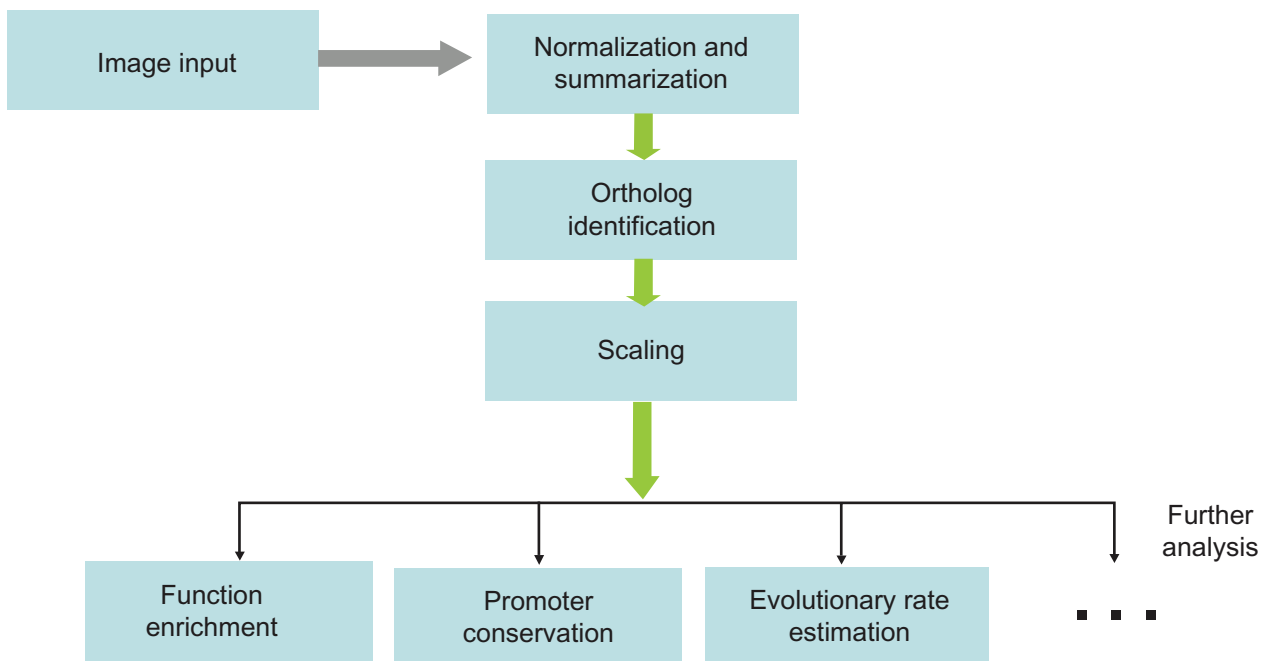 Image input
Normalization and
summarization
Ortholog
identification
Scaling
Further
analysis
Function
enrichment
Promoter
conservation
Evolutionary rate
estimation
. . .